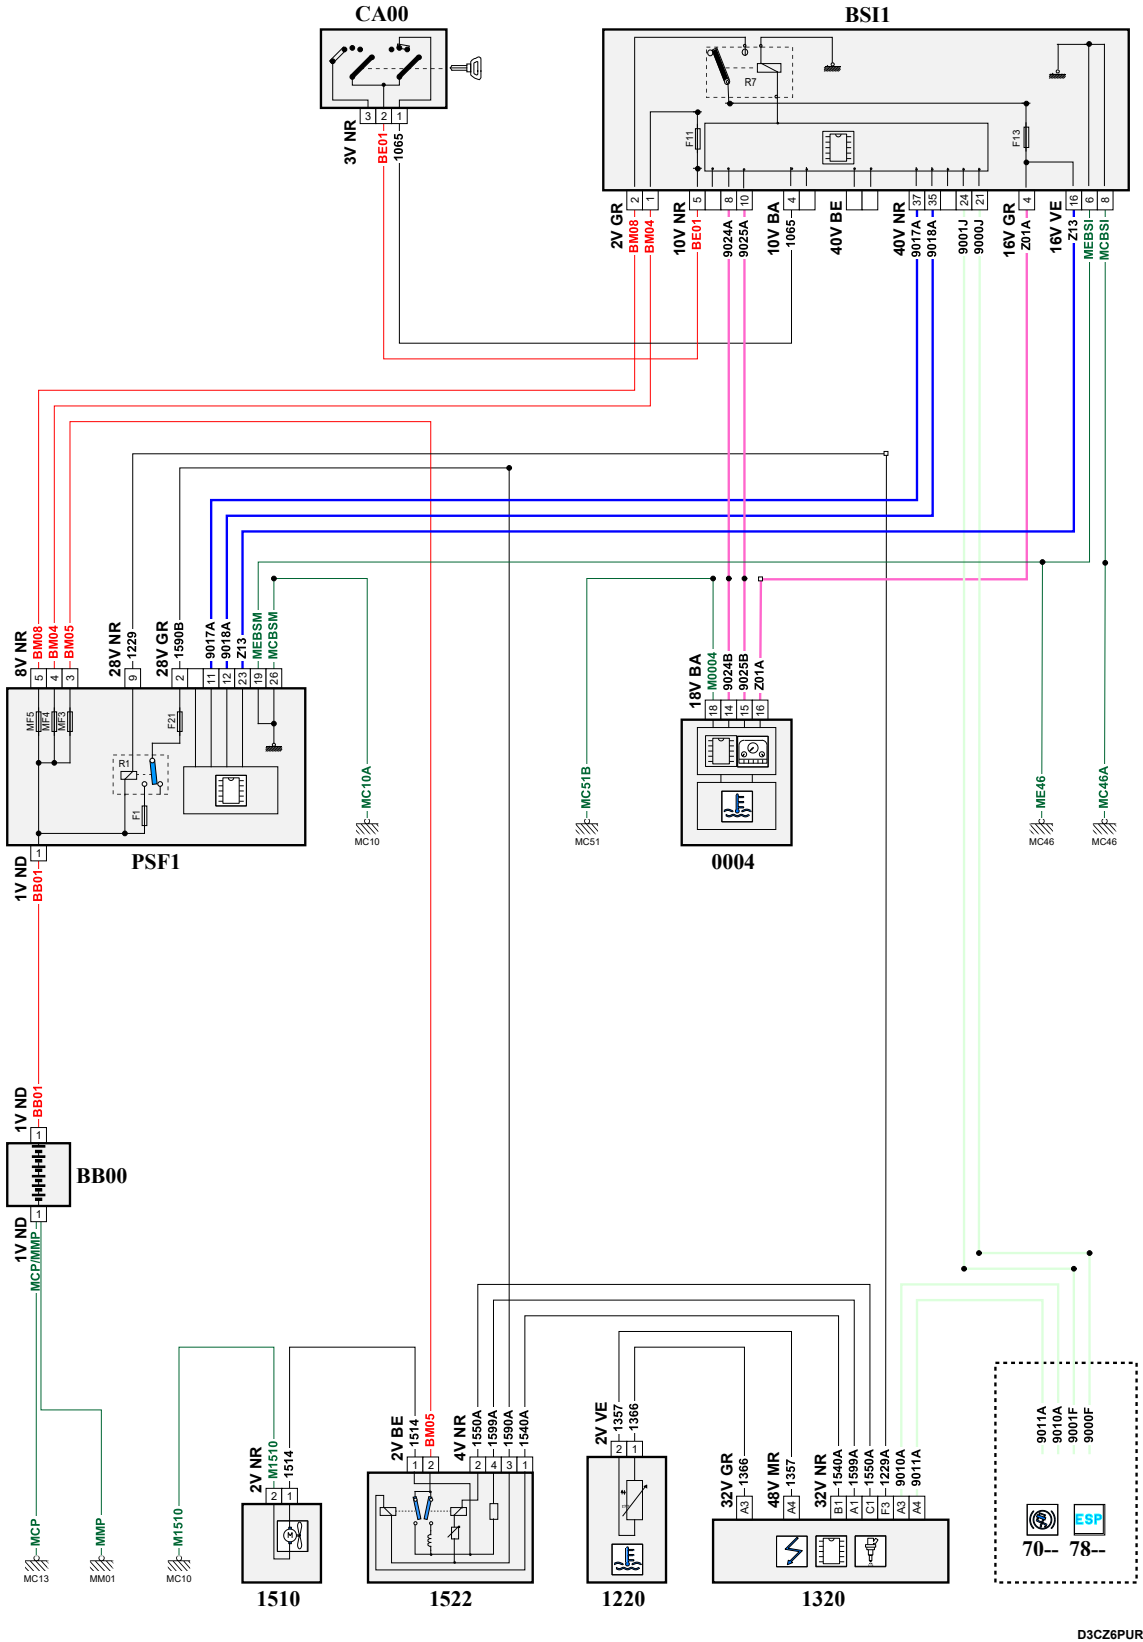 CA00
BSI1
R7
F11
F13
3 2 1
3V NR
BE01
1065
2 1 5 8 10 4 37 35 24 21 4 16 6 8
2V GR
BM08
BM04
10V NR
BE01
9024A
9025A
10V BA
1065
40V BE
40V NR
9017A
9018A
9001J
9000J
16V GR
Z01A
16V VE
Z13
MEBSI
MCBSI
8V NR
BM08
BM04
BM05
28V NR
1229
28V GR
1590B
9017A
9018A
Z13
MEBSM
MCBSM
5 4 3 9 2 11 12 23 19 26
MF5
MF4
MF3
F21
R1
F1
MC10A
MC10
MC51B
MC51
18V BA
M0004
9024B
9025B
Z01A
18 14 15 16
ME46
MC46
MC46A
MC46
1
PSF1
0004
1V ND
BB01
1V ND
BB01
1
BB00
1
1V ND
MCP/MMP
MCP
MC13
MMP
MM01
M1510
MC10
2V NR
M1510
1514
2 1
M
1510
2V BE
1514
BM05
4V NR
1550A
1599A
1590A
1540A
1 2 2 4 3 1
1522
2V VE
1357
1366
2 1
1220
32V GR
1366
48V MR
1357
32V NR
1540A
1599A
1550A
1229A
9010A
9011A
A3 A4 B1 A1 C1 F3 A3 A4
1320
9011A
9010A
9001F
9000F
ESP
70-- 78--
D3CZ6PUR